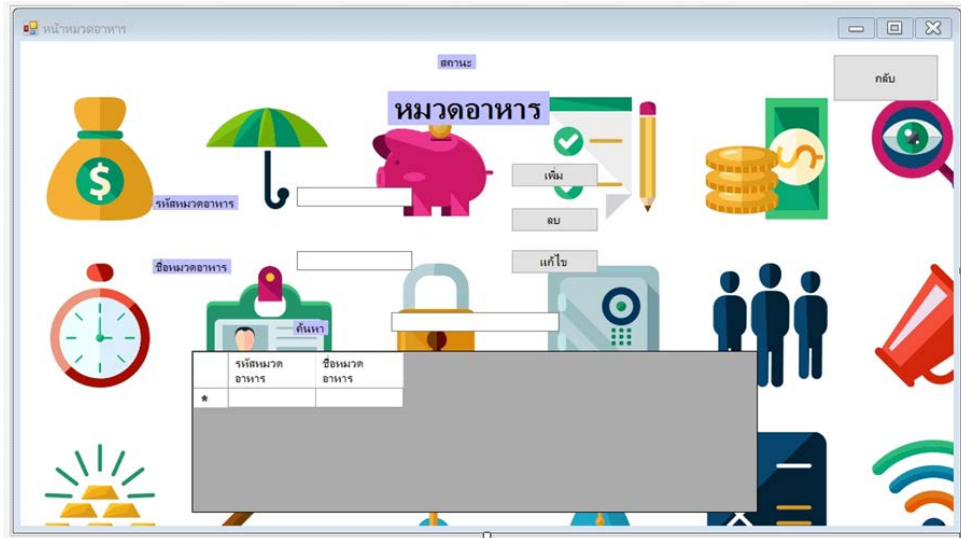 หน้าหมวดอาหาร
สถานะ
กลับ
หมวดอาหาร
$
เพิ่ม
รหัสหมวดอาหาร
ลบ
ชื่อหมวดอาหาร
แก้ไข
ค้นหา
รหัสหมวด
อาหาร
ชื่อหมวด
อาหาร
*